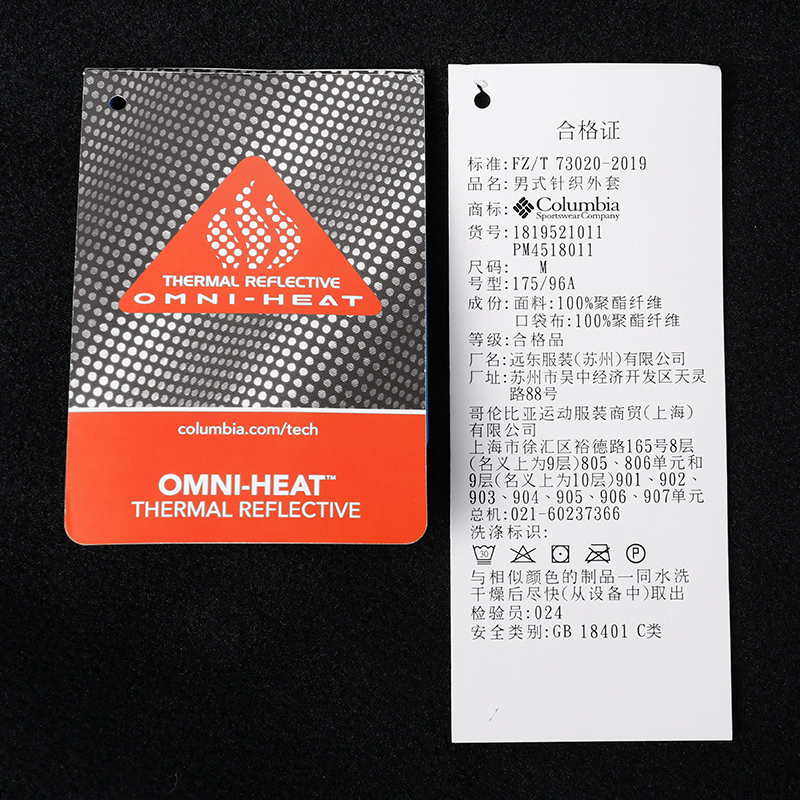 THERMAL REFLECTIVE
OMNI-HEAT
columbia.com/tech
OMNI-HEAT™
THERMAL REFLECTIVE
合格证
标准:FZ/T 73020-2019
品名:男式针织外套
商标:Columbia
Sportswear Company
货号:1819521011
PM4518011
尺码: M
号型:175/96A
成份:面料:100%聚酯纤维
口袋布:100%聚酯纤维
等级:合格品
厂名:远东服装(苏州)有限公司
厂址:苏州市吴中经济开发区天灵
路88号
哥伦比亚运动服装商贸(上海)
有限公司
上海市徐汇区裕德路165号8层
(名义上为9层)805、806单元和
9层(名义上为10层)901、902、
903、904、905、906、907单元
总机:021-60237366
洗涤标识:
30 P
与相似颜色的制品一同水洗
干燥后尽快(从设备中)取出
检验员:024
安全类别:GB 18401 C类